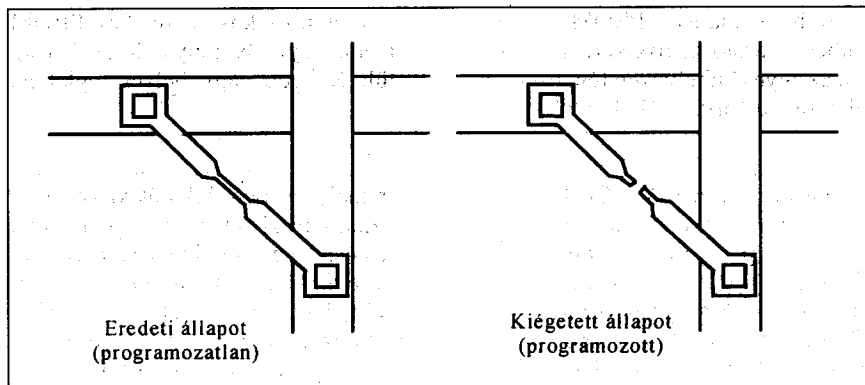 Eredeti állapot
(programozatlan)
Kiégetett állapot
(programozott)